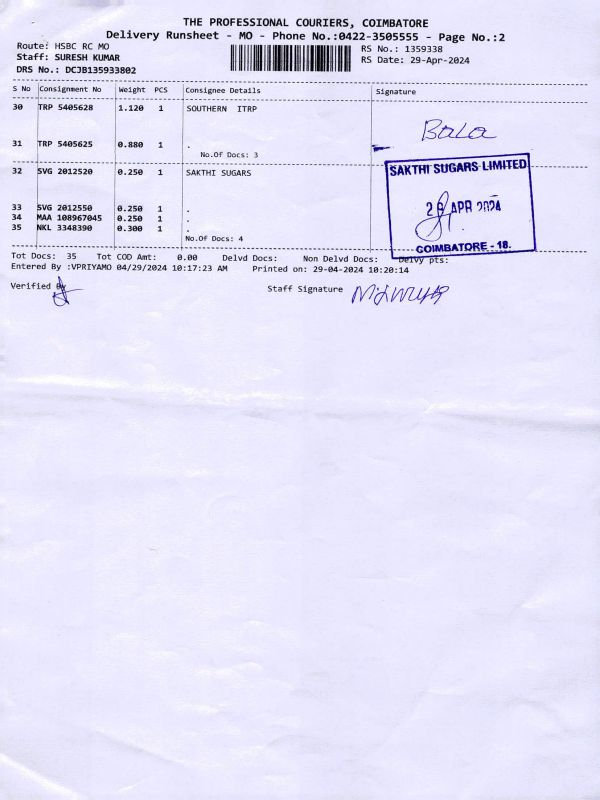 THE PROFESSIONAL COURIERS, COIMBATORE
Delivery Runsheet - MO - Phone No.:0422-3505555 - Page No.:2
Route: HSBC RC MO
RS No.: 1359338
Staff: SURESH KUMAR
RS Date: 29-Apr-2024
DRS No.: DCJB135933802
S No Consignment No Weight PCS Consignee Details Signature
30 TRP 5405628 1.120 1 SOUTHERN ITRP
Bala
31 TRP 5405625 0.880 1 .
No.Of Docs: 3
32 SVG 2012520 0.250 1 SAKTHI SUGARS
SAKTHI SUGARS LIMITED
29 APR 2024
COIMBATORE - 18.
33 SVG 2012550 0.250 1 .
34 MAA 108967045 0.250 1 .
35 NKL 3348390 0.300 1 .
No.Of Docs: 4
Tot Docs: 35 Tot COD Amt: 0.00 Delvd Docs: Non Delvd Docs: Delvy pts:
Entered By :VPRIYAMO 04/29/2024 10:17:23 AM Printed on: 29-04-2024 10:20:14
Verified By
Staff Signature